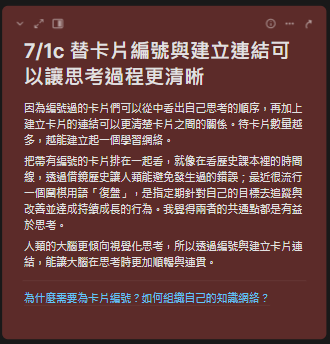 7/1c 替卡片編號與建立連結可
以讓思考過程更清晰
因為編號過的卡片們可以從中看出自己思考的順序，再加上
建立卡片的連結可以更清楚卡片之間的關係。待卡片數量越
多，越能建立起一個學習網絡。
把帶有編號的卡片排在一起看，就像在看歷史課本裡的時間
線，透過借鏡歷史讓人類能避免發生過的錯誤；最近很流行
一個圍棋用語「復盤」，是指定期針對自己的目標去追蹤與
改善並達成持續成長的行為。我覺得兩者的共通點都是有益
於思考。
人類的大腦更傾向視覺化思考，所以透過編號與建立卡片連
結，能讓大腦在思考時更加順暢與連貫。
為什麼需要為卡片編號？如何組織自己的知識網絡？